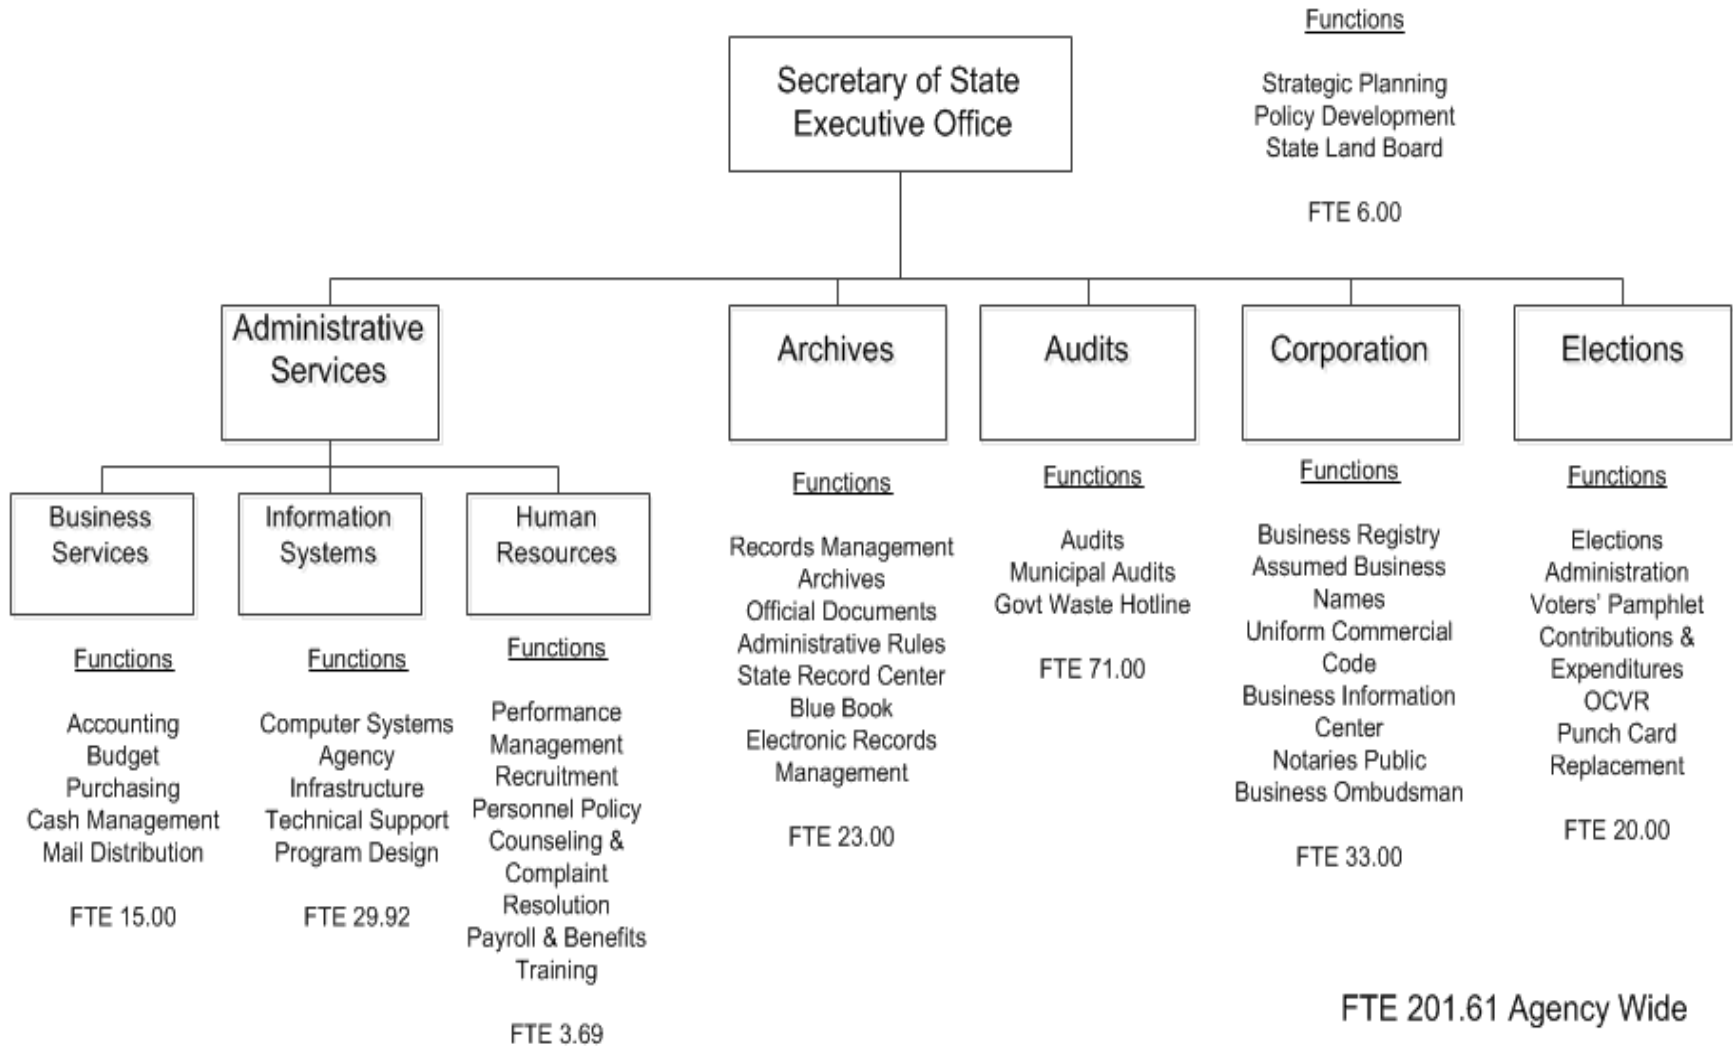 Functions
Strategic Planning
Policy Development
State Land Board
FTE 6.00
Secretary of State
Executive Office
Administrative
Services
Archives
Audits
Corporation
Elections
Business
Services
Functions
Accounting
Budget
Purchasing
Cash Management
Mail Distribution
FTE 15.00
Information
Systems
Functions
Computer Systems
Agency
Infrastructure
Technical Support
Program Design
FTE 29.92
Human
Resources
Functions
Performance
Management
Recruitment
Personnel Policy
Counseling &
Complaint
Resolution
Payroll & Benefits
Training
FTE 3.69
Functions
Records Management
Archives
Official Documents
Administrative Rules
State Record Center
Blue Book
Electronic Records
Management
FTE 23.00
Functions
Audits
Municipal Audits
Govt Waste Hotline
FTE 71.00
Functions
Business Registry
Assumed Business
Names
Uniform Commercial
Code
Business Information
Center
Notaries Public
Business Ombudsman
FTE 33.00
Functions
Elections
Administration
Voters' Pamphlet
Contributions &
Expenditures
OCVR
Punch Card
Replacement
FTE 20.00
FTE 201.61 Agency Wide